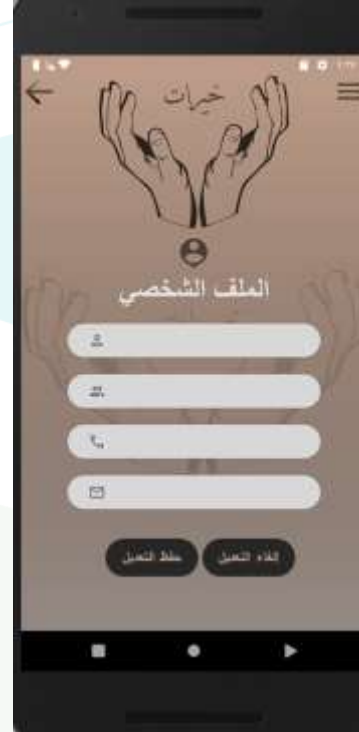 خيرات
الملف الشخصي
الغاء التعديل
حفظ التعديل